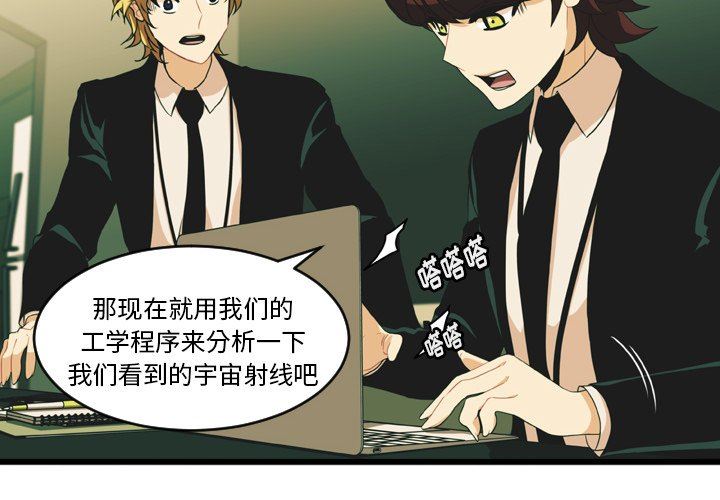 嗒嗒嗒
嗒嗒
那现在就用我们的
工学程序来分析一下
我们看到的宇宙射线吧